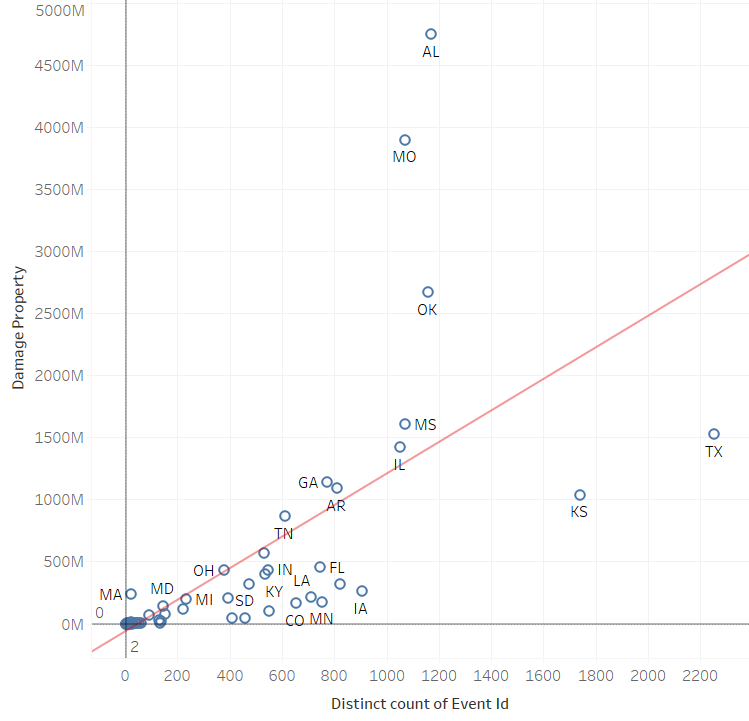 5000M
AL
4500M
4000M
MO
3500M
3000M
OK
2500M
2000M
MS
1500M
TX
IL
GA
KS
1000M
AR
TN
500M
OH
IN
FL
LA
MA
MD
KY
MI
SD
IA
0
CO
MN
0M
2
0
200
400
600
800
1000
1200
1400
1600
1800
2000
2200
Damage Property
Distinct count of Event Id